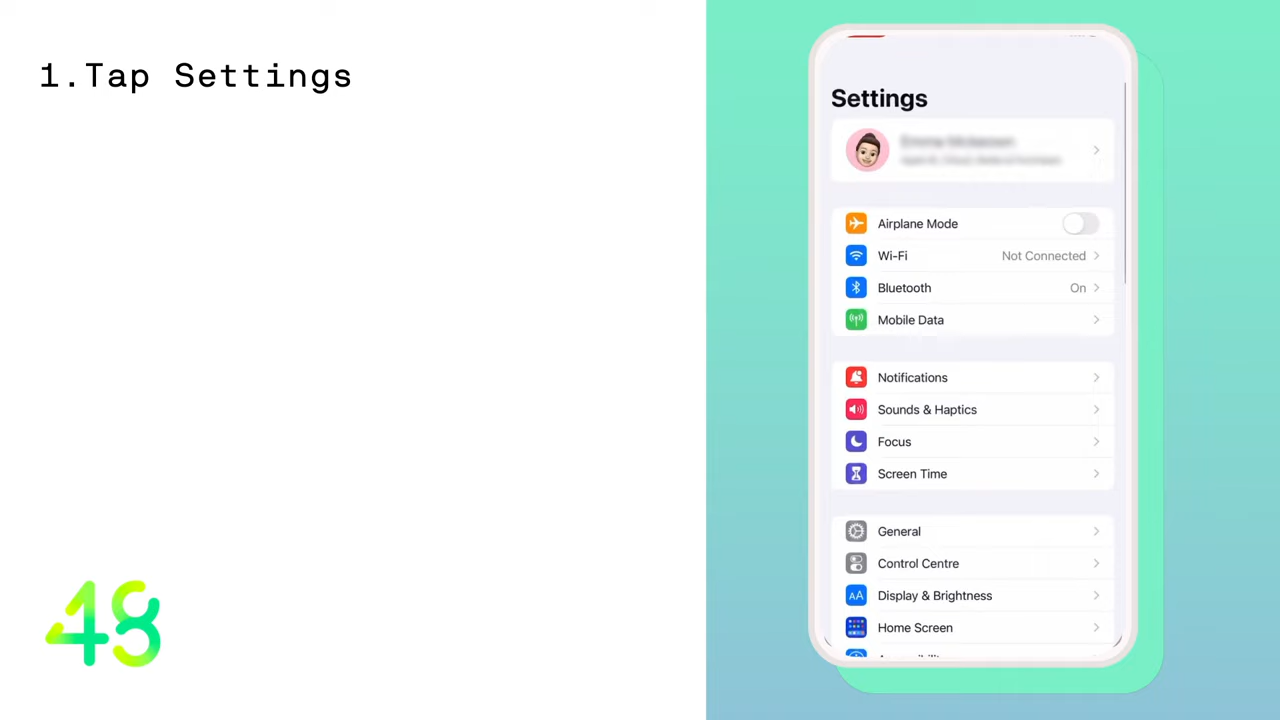 1.Tap Settings
48
Settings
Airplane Mode
Wi-Fi Not Connected
Bluetooth On
Mobile Data
Notifications
Sounds & Haptics
Focus
Screen Time
General
Control Centre
AA Display & Brightness
Home Screen